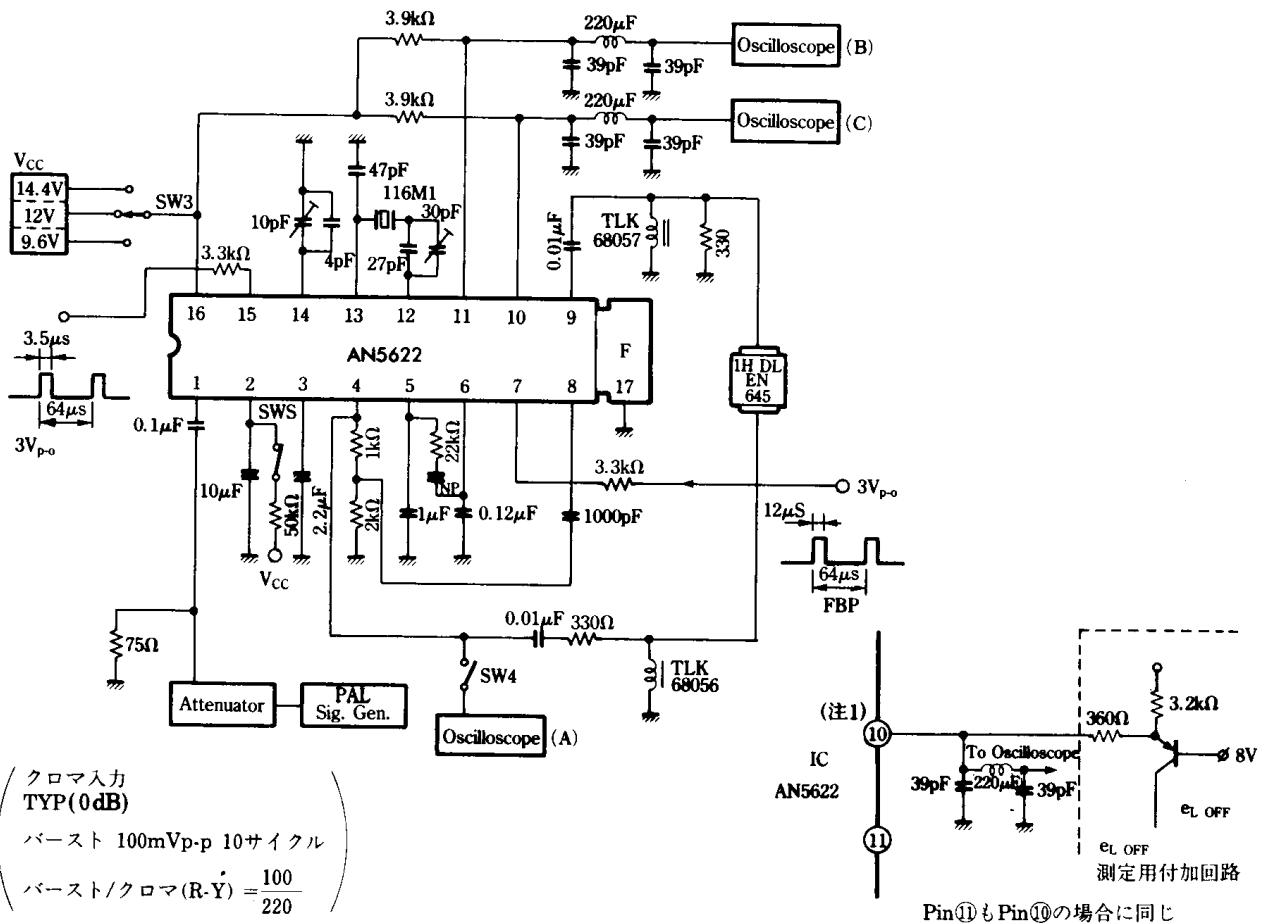 3.9kΩ
220μF
39pF
39pF
Oscilloscope (B)
3.9kΩ
220μF
39pF
39pF
Oscilloscope (C)
VCC
14.4V
12V
9.6V
SW3
3.3kΩ
10pF
4pF
47pF
116M1
30pF
27pF
0.01μF
TLK
68057
330
16 15 14 13 12 11 10 9
AN5622
F
17
1 2 3 4 5 6 7 8
3.5μs
64μs
3Vp-o
0.1μF
SWS
10μF
50kΩ
VCC
2.2μF
1kΩ
2kΩ
22kΩ
NP
1μF
0.12μF
1000pF
3.3kΩ
3Vp-o
12μS
64μs
FBP
1H DL
EN
645
75Ω
Attenuator
PAL
Sig. Gen.
0.01μF
330Ω
SW4
TLK
68056
Oscilloscope (A)
クロマ入力
TYP(0dB)
バースト 100mVp-p 10サイクル
バースト/クロマ(R-Y) = 100
220
(注1)
⑩
IC
AN5622
⑪
360Ω
3.2kΩ
To Oscilloscope
39pF
220μF
39pF
8V
eL OFF
eL OFF
測定用付加回路
Pin⑪もPin⑩の場合に同じ